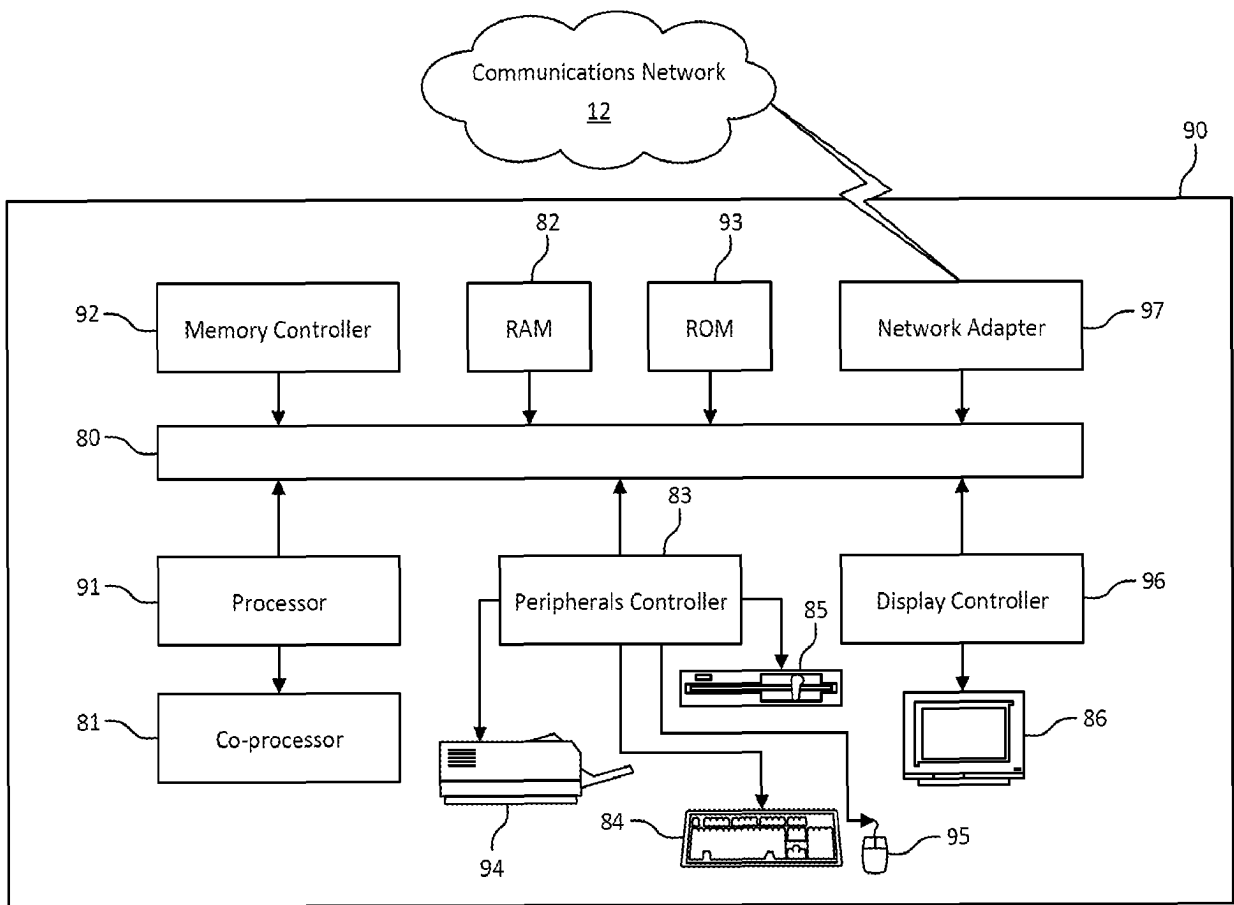 Communications Network
12
90
82
93
92
Memory Controller
RAM
ROM
Network Adapter
97
80
83
91
Processor
Peripherals Controller
85
Display Controller
96
81
Co-processor
86
94
84
95